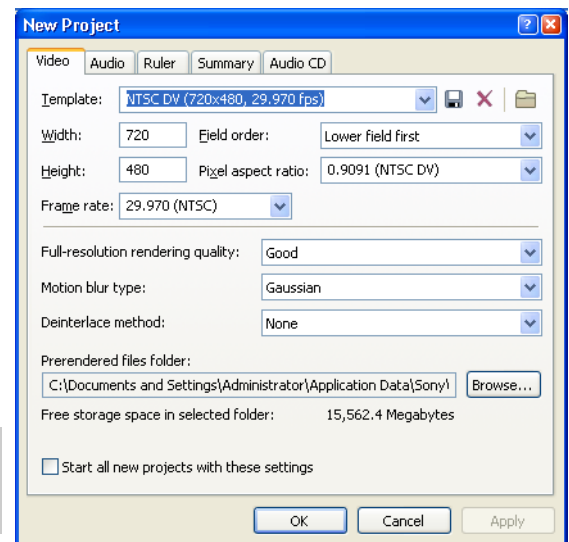 New Project
Video Audio Ruler Summary Audio CD
Template: NTSC DV (720x480, 29.970 fps)
Width: 720 Field order: Lower field first
Height: 480 Pixel aspect ratio: 0.9091 (NTSC DV)
Frame rate: 29.970 (NTSC)
Full-resolution rendering quality: Good
Motion blur type: Gaussian
Deinterlace method: None
Prerendered files folder:
C:\Documents and Settings\Administrator\Application Data\Sony\ Browse...
Free storage space in selected folder: 15,562.4 Megabytes
Start all new projects with these settings
OK Cancel Apply